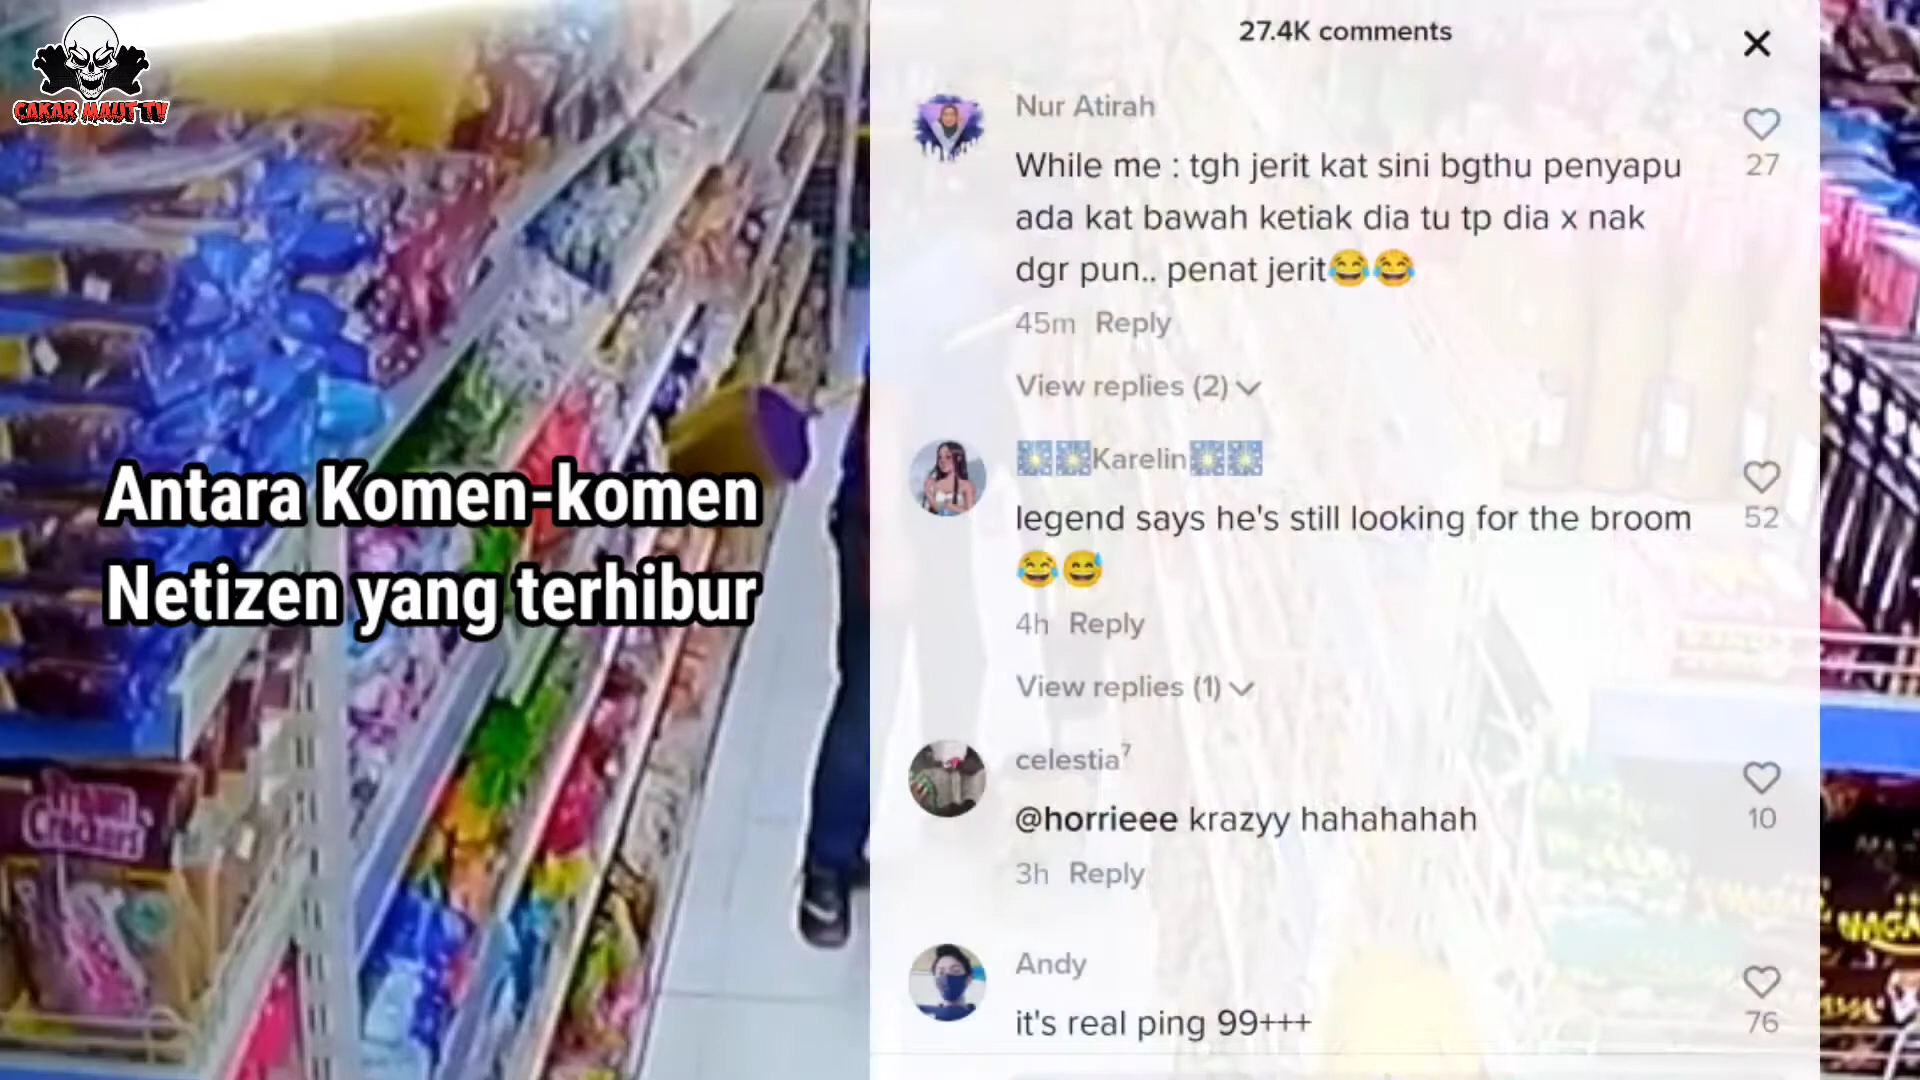 CAKAR MAUT TV
Antara Komen-komen
Netizen yang terhibur
27.4K comments
Nur Atirah
While me : tgh jerit kat sini bgthu penyapu
ada kat bawah ketiak dia tu tp dia x nak
dgr pun.. penat jerit😂😂
27
45m Reply
View replies (2)
🎆🎆Karelin🎆🎆
legend says he's still looking for the broom
😂😅
52
4h Reply
View replies (1)
celestia⁷
@horrieee krazyy hahahahah
10
3h Reply
Andy
it's real ping 99+++
76
Crackers